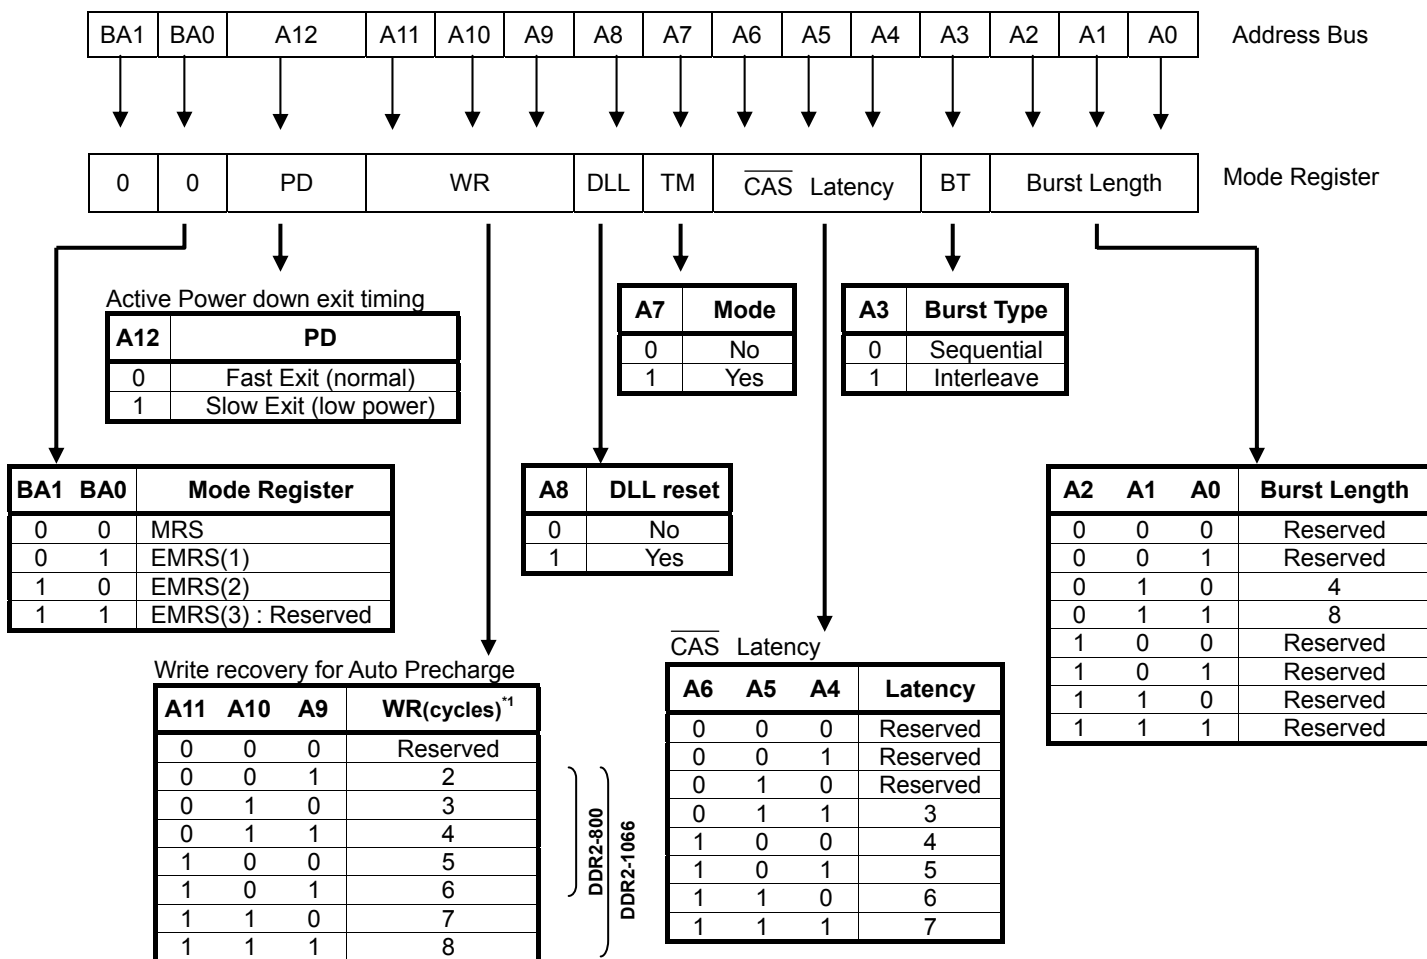 BA1 BA0 A12 A11 A10 A9 A8 A7 A6 A5 A4 A3 A2 A1 A0 Address Bus
0 0 PD WR DLL TM CAS Latency BT Burst Length Mode Register
Active Power down exit timing
A12 PD
0 Fast Exit (normal)
1 Slow Exit (low power)
A7 Mode
0 No
1 Yes
A3 Burst Type
0 Sequential
1 Interleave
BA1 BA0 Mode Register
0 0 MRS
0 1 EMRS(1)
1 0 EMRS(2)
1 1 EMRS(3) : Reserved
A8 DLL reset
0 No
1 Yes
A2 A1 A0 Burst Length
0 0 0 Reserved
0 0 1 Reserved
0 1 0 4
0 1 1 8
1 0 0 Reserved
1 0 1 Reserved
1 1 0 Reserved
1 1 1 Reserved
Write recovery for Auto Precharge
A11 A10 A9 WR(cycles)*1
0 0 0 Reserved
0 0 1 2
0 1 0 3
0 1 1 4
1 0 0 5
1 0 1 6
1 1 0 7
1 1 1 8
DDR2-800
DDR2-1066
CAS Latency
A6 A5 A4 Latency
0 0 0 Reserved
0 0 1 Reserved
0 1 0 Reserved
0 1 1 3
1 0 0 4
1 0 1 5
1 1 0 6
1 1 1 7